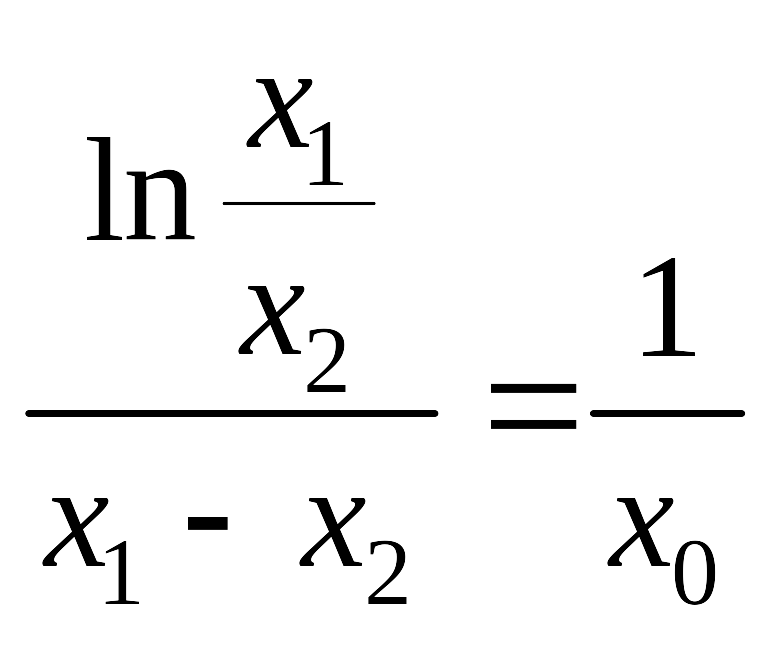 ln x₁/x₂
/(x₁ - x₂) = 1/x₀